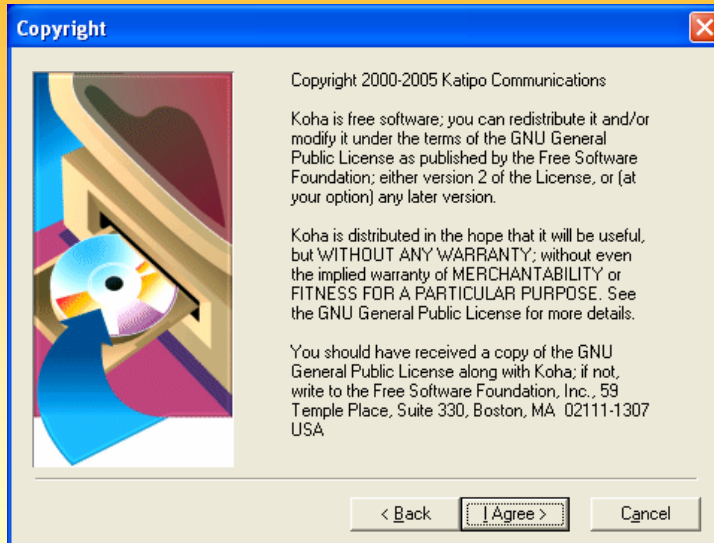 Copyright
Copyright 2000-2005 Katipo Communications
Koha is free software; you can redistribute it and/or
modify it under the terms of the GNU General
Public License as published by the Free Software
Foundation; either version 2 of the License, or (at
your option) any later version.
Koha is distributed in the hope that it will be useful,
but WITHOUT ANY WARRANTY; without even
the implied warranty of MERCHANTABILITY or
FITNESS FOR A PARTICULAR PURPOSE. See
the GNU General Public License for more details.
You should have received a copy of the GNU
General Public License along with Koha; if not,
write to the Free Software Foundation, Inc., 59
Temple Place, Suite 330, Boston, MA 02111-1307
USA
< Back
I Agree >
Cancel